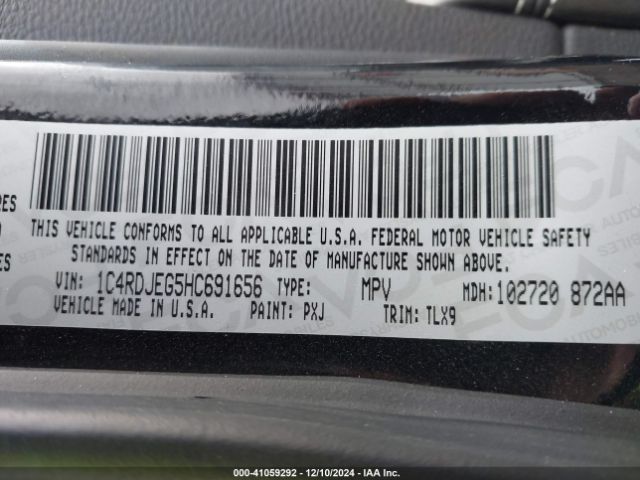 THIS VEHICLE CONFORMS TO ALL APPLICABLE U.S.A. FEDERAL MOTOR VEHICLE SAFETY
STANDARDS IN EFFECT ON THE DATE OF MANUFACTURE SHOWN ABOVE.
VIN: 1C4RDJEG5HC691656 TYPE: MPV MDH: 102720 872AA
VEHICLE MADE IN U.S.A. PAINT: PXJ TRIM: TLX9
000-41059292 - 12/10/2024 - IAA